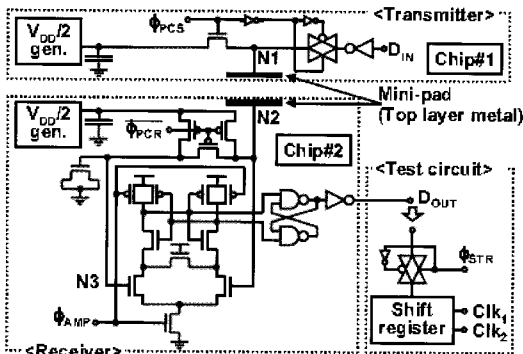 <Transmitter>
ϕPCS
VDD/2
gen.
N1
DIN
Chip#1
Mini-pad
(Top layer metal)
VDD/2
gen.
N2
ϕPCR
Chip#2
<Test circuit>
DOUT
ϕSTR
N3
ϕAMP
Shift
register
Clk1
Clk2
<Receiver>